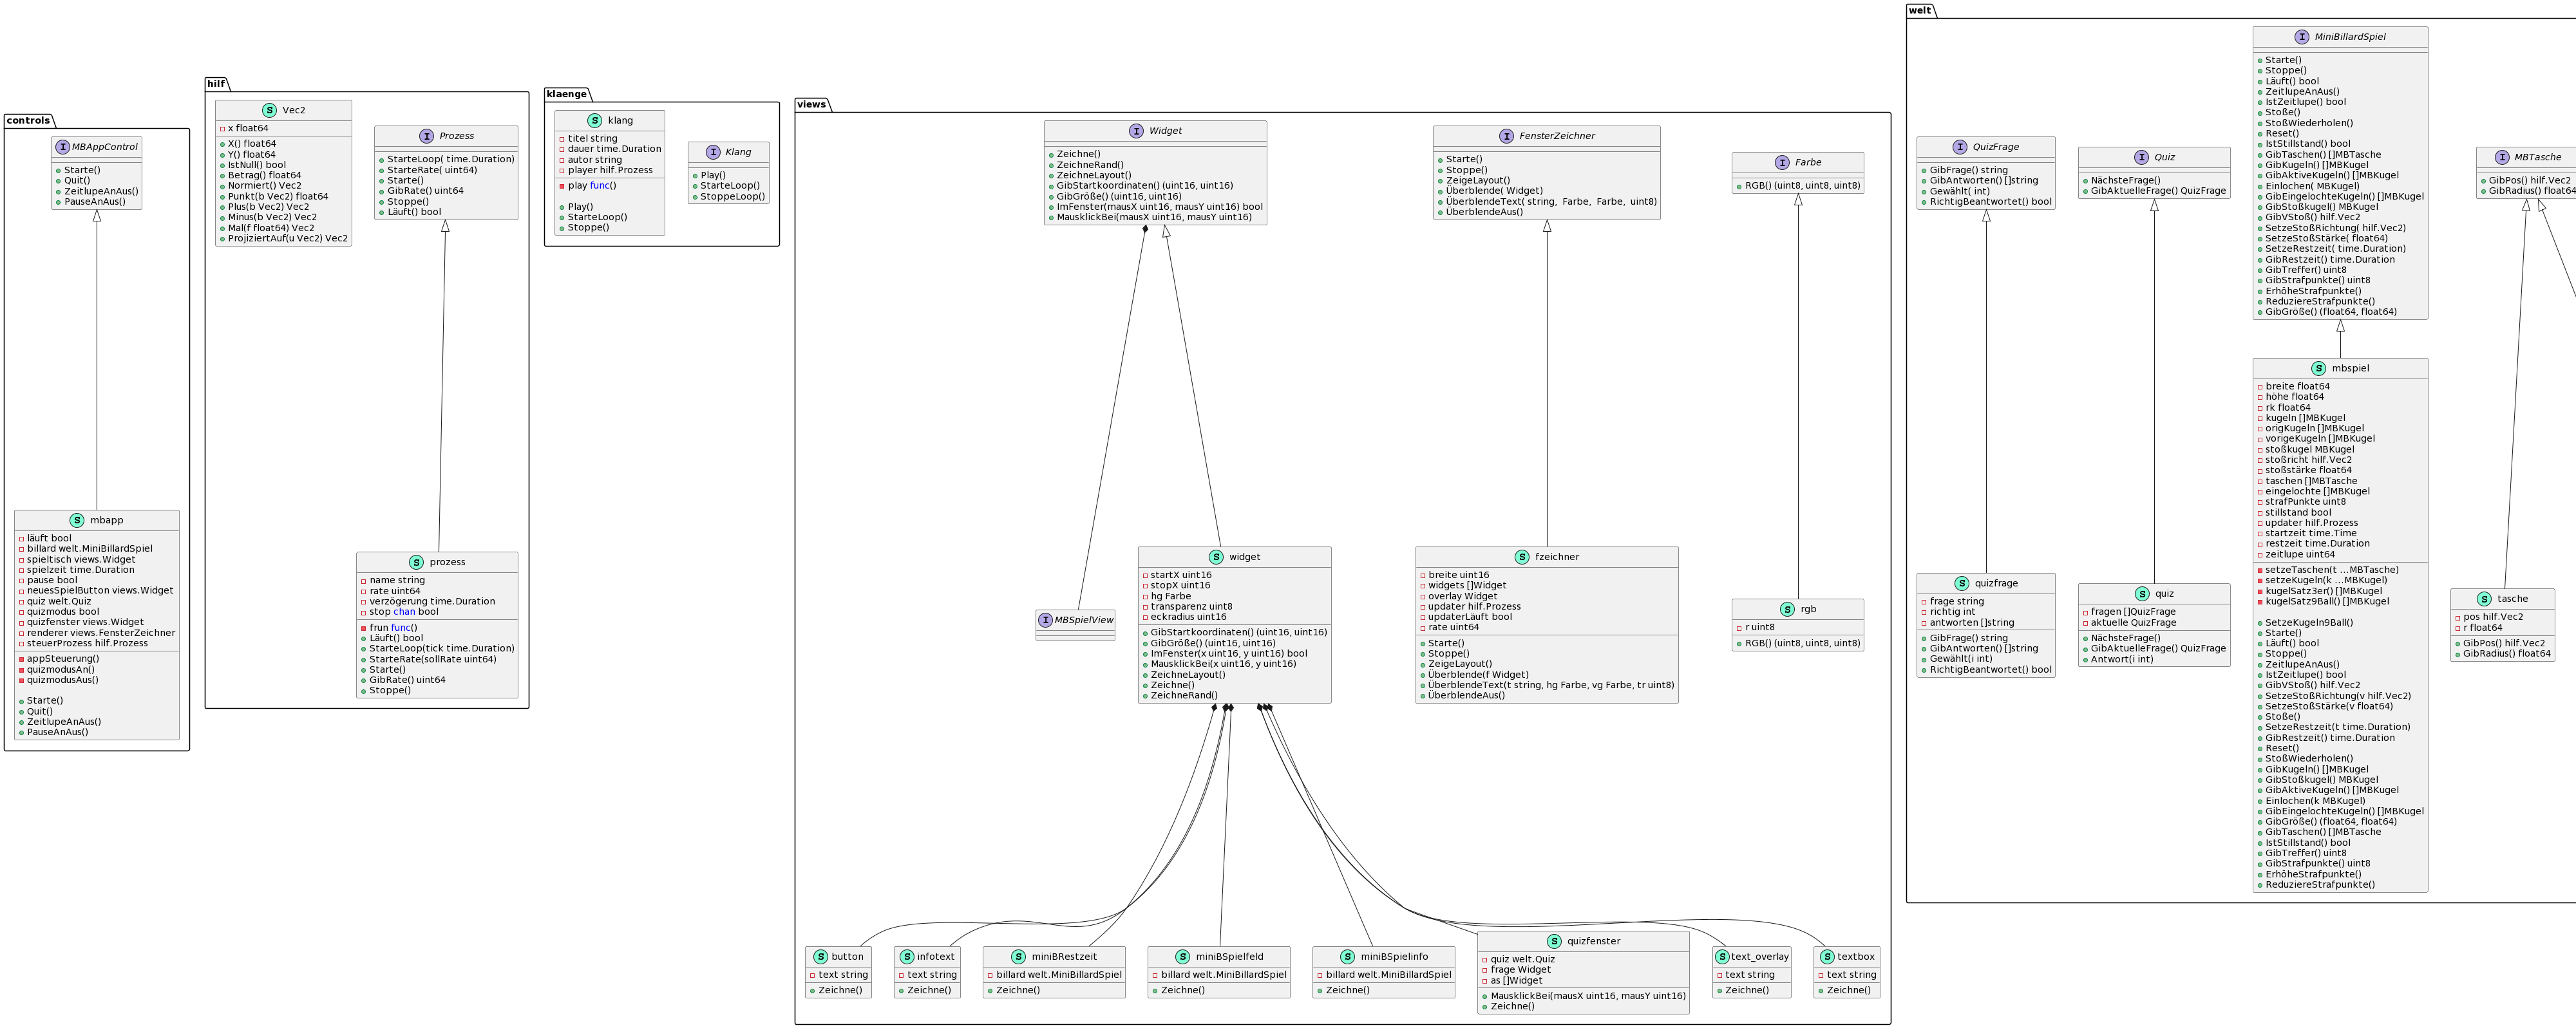 controls
I MBAppControl
Starte()
Quit()
ZeitlupeAnAus()
PauseAnAus()
S mbapp
läuft bool
billard welt.MiniBillardSpiel
spieltisch views.Widget
spielzeit time.Duration
pause bool
neuesSpielButton views.Widget
quiz welt.Quiz
quizmodus bool
quizfenster views.Widget
renderer views.FensterZeichner
steuerProzess hilf.Prozess
appSteuerung()
quizmodusAn()
quizmodusAus()
Starte()
Quit()
ZeitlupeAnAus()
PauseAnAus()
hilf
S Vec2
x float64
X() float64
Y() float64
IstNull() bool
Betrag() float64
Normiert() Vec2
Punkt(b Vec2) float64
Plus(b Vec2) Vec2
Minus(b Vec2) Vec2
Mal(f float64) Vec2
ProjiziertAuf(u Vec2) Vec2
I Prozess
StarteLoop( time.Duration)
StarteRate( uint64)
Starte()
GibRate() uint64
Stoppe()
Läuft() bool
S prozess
name string
rate uint64
verzögerung time.Duration
stop chan bool
frun func()
Läuft() bool
StarteLoop(tick time.Duration)
StarteRate(sollRate uint64)
Starte()
GibRate() uint64
Stoppe()
klaenge
S klang
titel string
dauer time.Duration
autor string
player hilf.Prozess
play func()
Play()
StarteLoop()
Stoppe()
I Klang
Play()
StarteLoop()
StoppeLoop()
views
I Widget
Zeichne()
ZeichneRand()
ZeichneLayout()
GibStartkoordinaten() (uint16, uint16)
GibGröße() (uint16, uint16)
ImFenster(mausX uint16, mausY uint16) bool
MausklickBei(mausX uint16, mausY uint16)
I FensterZeichner
Starte()
Stoppe()
ZeigeLayout()
Überblende( Widget)
ÜberblendeText( string,  Farbe,  Farbe,  uint8)
ÜberblendeAus()
I Farbe
RGB() (uint8, uint8, uint8)
I MBSpielView
S widget
startX uint16
stopX uint16
hg Farbe
transparenz uint8
eckradius uint16
GibStartkoordinaten() (uint16, uint16)
GibGröße() (uint16, uint16)
ImFenster(x uint16, y uint16) bool
MausklickBei(x uint16, y uint16)
ZeichneLayout()
Zeichne()
ZeichneRand()
S fzeichner
breite uint16
widgets []Widget
overlay Widget
updater hilf.Prozess
updaterLäuft bool
rate uint64
Starte()
Stoppe()
ZeigeLayout()
Überblende(f Widget)
ÜberblendeText(t string, hg Farbe, vg Farbe, tr uint8)
ÜberblendeAus()
S rgb
r uint8
RGB() (uint8, uint8, uint8)
S button
text string
Zeichne()
S infotext
text string
Zeichne()
S miniBRestzeit
billard welt.MiniBillardSpiel
Zeichne()
S miniBSpielfeld
billard welt.MiniBillardSpiel
Zeichne()
S miniBSpielinfo
billard welt.MiniBillardSpiel
Zeichne()
S quizfenster
quiz welt.Quiz
frage Widget
as []Widget
MausklickBei(mausX uint16, mausY uint16)
Zeichne()
S text_overlay
text string
Zeichne()
S textbox
text string
Zeichne()
welt
I QuizFrage
GibFrage() string
GibAntworten() []string
Gewählt( int)
RichtigBeantwortet() bool
S quizfrage
frage string
richtig int
antworten []string
GibFrage() string
GibAntworten() []string
Gewählt(i int)
RichtigBeantwortet() bool
I Quiz
NächsteFrage()
GibAktuelleFrage() QuizFrage
S quiz
fragen []QuizFrage
aktuelle QuizFrage
NächsteFrage()
GibAktuelleFrage() QuizFrage
Antwort(i int)
I MiniBillardSpiel
Starte()
Stoppe()
Läuft() bool
ZeitlupeAnAus()
IstZeitlupe() bool
Stoße()
StoßWiederholen()
Reset()
IstStillstand() bool
GibTaschen() []MBTasche
GibKugeln() []MBKugel
GibAktiveKugeln() []MBKugel
Einlochen( MBKugel)
GibEingelochteKugeln() []MBKugel
GibStoßkugel() MBKugel
GibVStoß() hilf.Vec2
SetzeStoßRichtung( hilf.Vec2)
SetzeStoßStärke( float64)
SetzeRestzeit( time.Duration)
GibRestzeit() time.Duration
GibTreffer() uint8
GibStrafpunkte() uint8
ErhöheStrafpunkte()
ReduziereStrafpunkte()
GibGröße() (float64, float64)
S mbspiel
breite float64
höhe float64
rk float64
kugeln []MBKugel
origKugeln []MBKugel
vorigeKugeln []MBKugel
stoßkugel MBKugel
stoßricht hilf.Vec2
stoßstärke float64
taschen []MBTasche
eingelochte []MBKugel
strafPunkte uint8
stillstand bool
updater hilf.Prozess
startzeit time.Time
restzeit time.Duration
zeitlupe uint64
setzeTaschen(t ...MBTasche)
setzeKugeln(k ...MBKugel)
kugelSatz3er() []MBKugel
kugelSatz9Ball() []MBKugel
SetzeKugeln9Ball()
Starte()
Läuft() bool
Stoppe()
ZeitlupeAnAus()
IstZeitlupe() bool
GibVStoß() hilf.Vec2
SetzeStoßRichtung(v hilf.Vec2)
SetzeStoßStärke(v float64)
Stoße()
SetzeRestzeit(t time.Duration)
GibRestzeit() time.Duration
Reset()
StoßWiederholen()
GibKugeln() []MBKugel
GibStoßkugel() MBKugel
GibAktiveKugeln() []MBKugel
Einlochen(k MBKugel)
GibEingelochteKugeln() []MBKugel
GibGröße() (float64, float64)
GibTaschen() []MBTasche
IstStillstand() bool
GibTreffer() uint8
GibStrafpunkte() uint8
ErhöheStrafpunkte()
ReduziereStrafpunkte()
I MBTasche
GibPos() hilf.Vec2
GibRadius() float64
S tasche
pos hilf.Vec2
r float64
GibPos() hilf.Vec2
GibRadius() float64